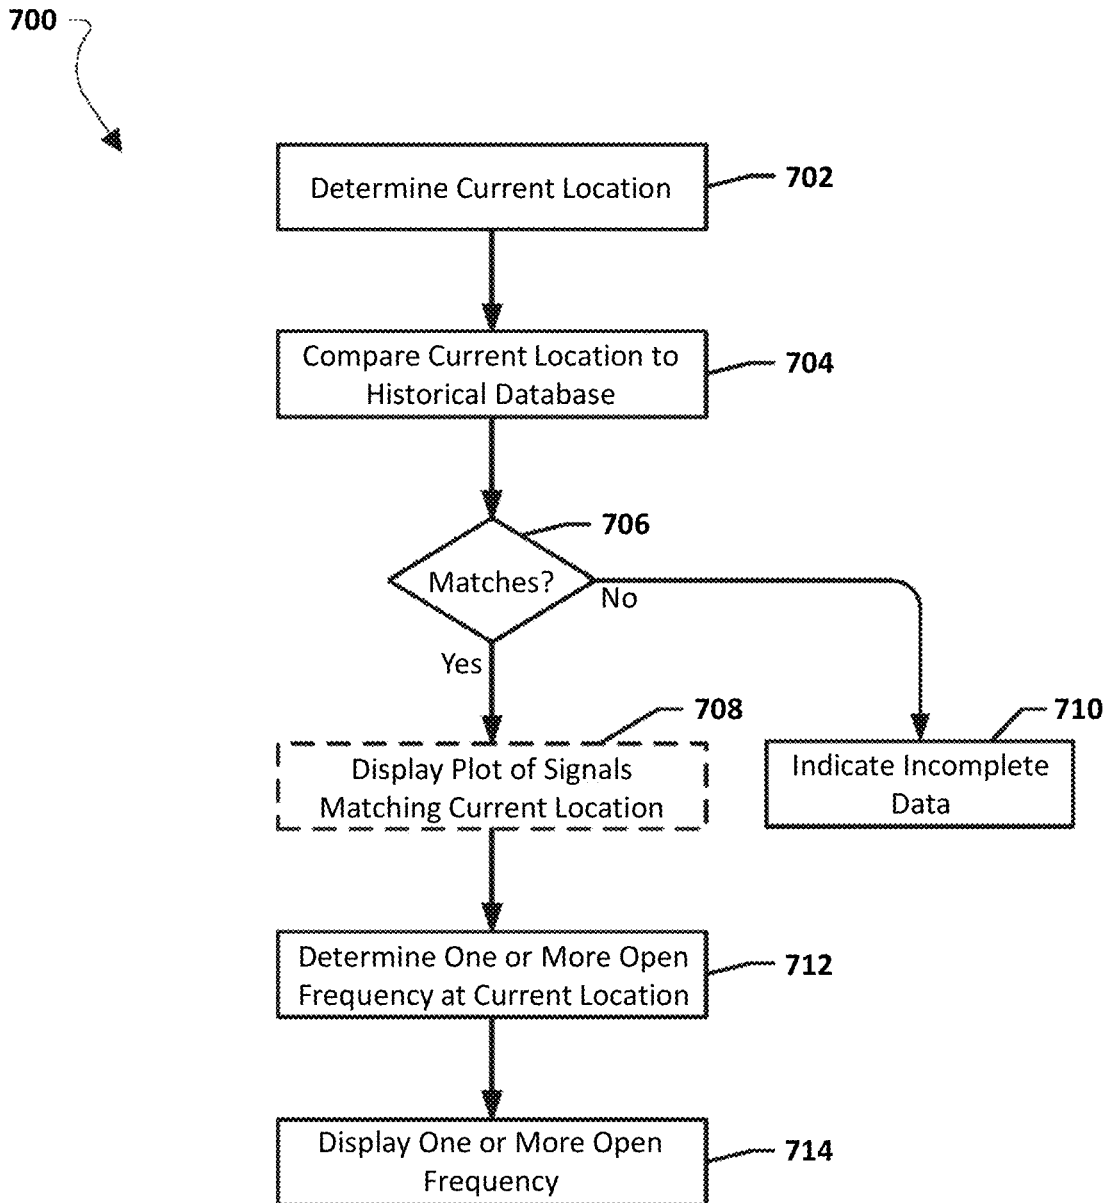 700
Determine Current Location
702
Compare Current Location to
Historical Database
704
706
Matches?
No
Yes
708
710
Display Plot of Signals
Matching Current Location
Indicate Incomplete
Data
Determine One or More Open
Frequency at Current Location
712
Display One or More Open
Frequency
714